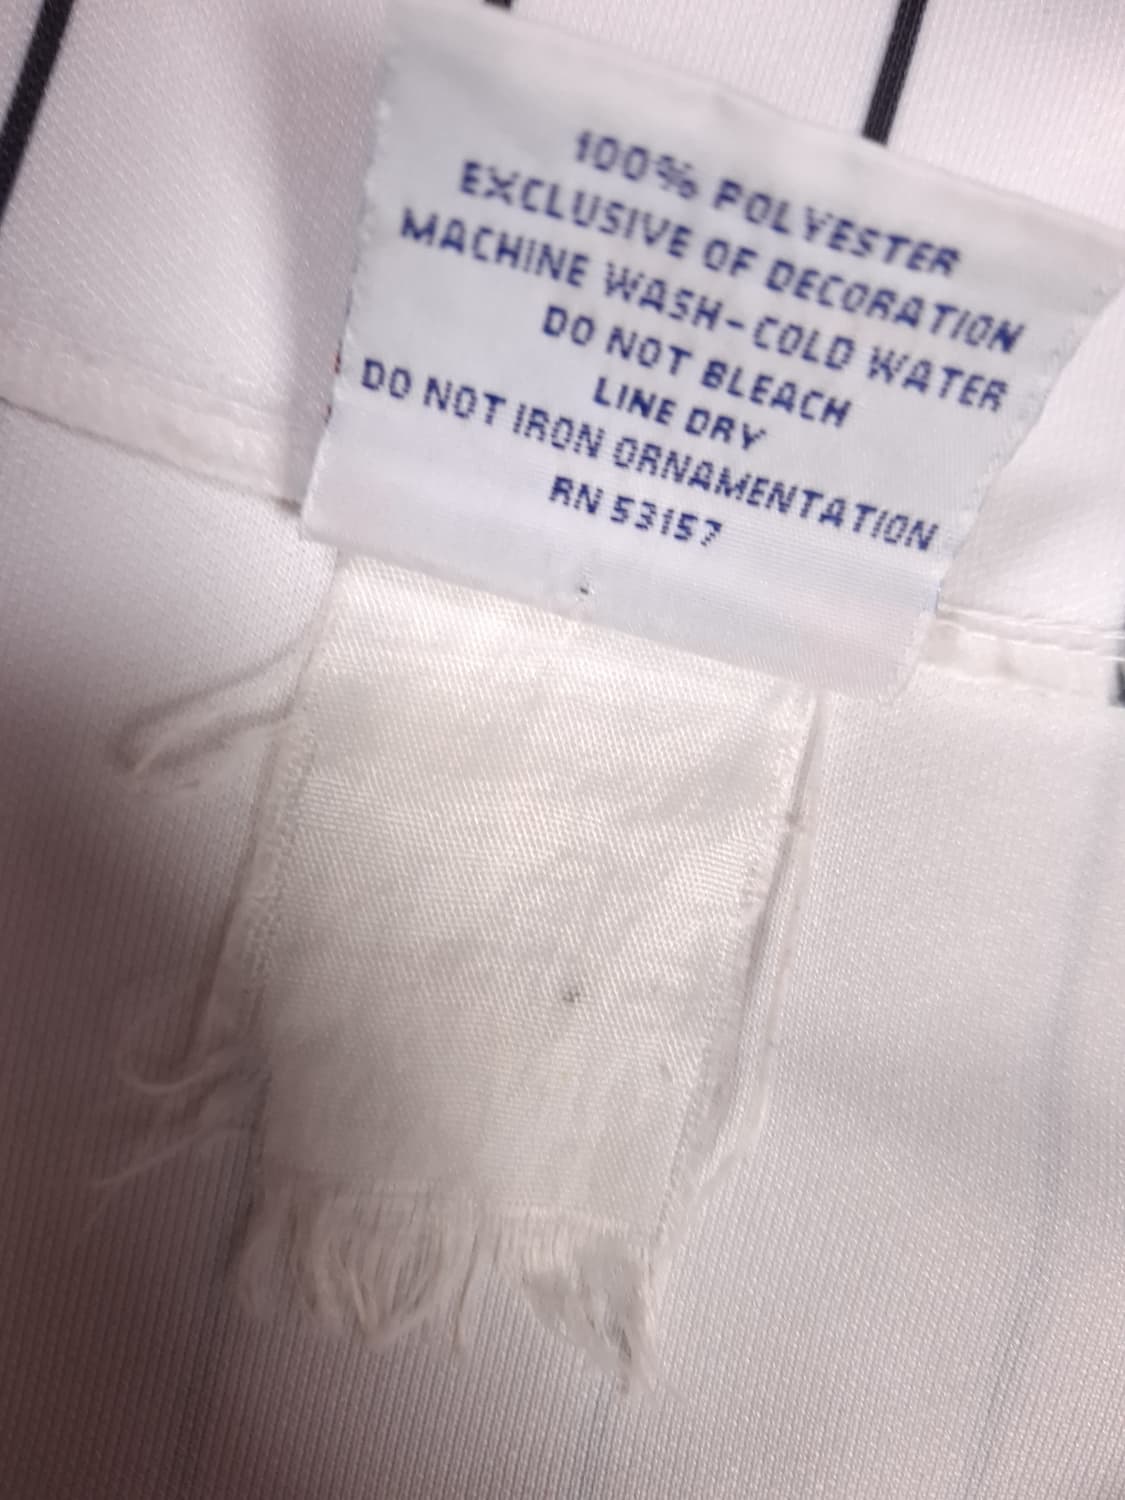 100% POLYESTER
EXCLUSIVE OF DECORATION
MACHINE WASH-COLD WATER
DO NOT BLEACH
LINE DRY
DO NOT IRON ORNAMENTATION
RN 53157